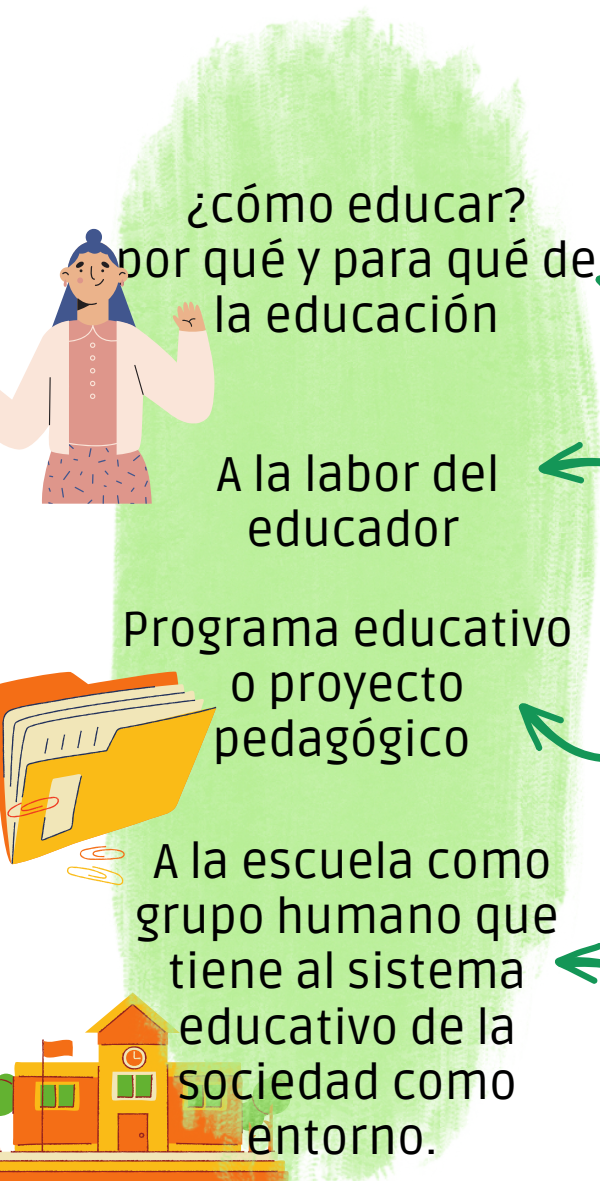 ¿cómo educar?
por qué y para qué de
la educación
A la labor del
educador
Programa educativo
o proyecto
pedagógico
A la escuela como
grupo humano que
tiene al sistema
educativo de la
sociedad como
entorno.